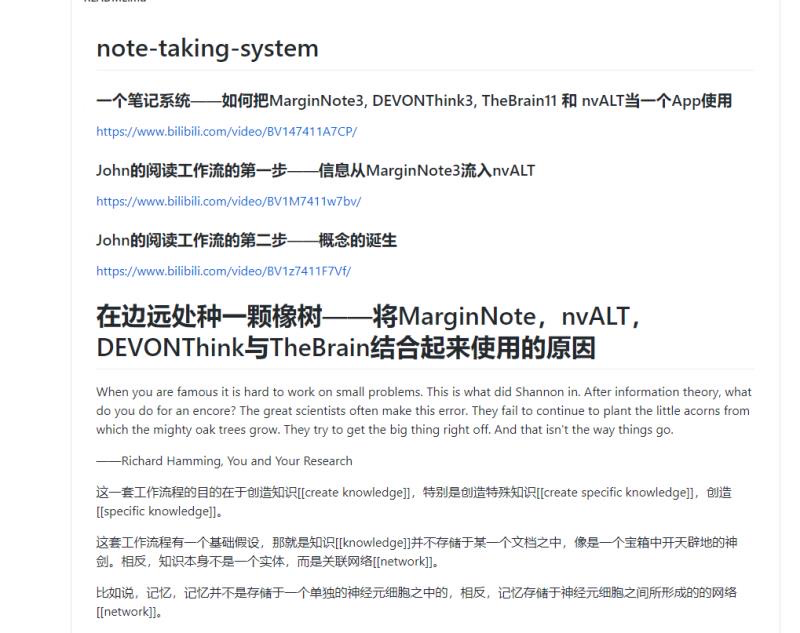 README.md
note-taking-system
一个笔记系统——如何把MarginNote3, DEVONThink3, TheBrain11 和 nvALT当一个App使用
https://www.bilibili.com/video/BV147411A7CP/
John的阅读工作流的第一步——信息从MarginNote3流入nvALT
https://www.bilibili.com/video/BV1M7411w7bv/
John的阅读工作流的第二步——概念的诞生
https://www.bilibili.com/video/BV1z7411F7Vf/
在边远处种一颗橡树——将MarginNote，nvALT，
DEVONThink与TheBrain结合起来使用的原因
When you are famous it is hard to work on small problems. This is what did Shannon in. After information theory, what
do you do for an encore? The great scientists often make this error. They fail to continue to plant the little acorns from
which the mighty oak trees grow. They try to get the big thing right off. And that isn't the way things go.
——Richard Hamming, You and Your Research
这一套工作流程的目的在于创造知识[[create knowledge]]，特别是创造特殊知识[[create specific knowledge]]，创造
[[specific knowledge]]。
这套工作流程有一个基础假设，那就是知识[[knowledge]]并不存储于某一个文档之中，像是一个宝箱中开天辟地的神
剑。相反，知识本身不是一个实体，而是关联网络[[network]]。
比如说，记忆，记忆并不是存储于一个单独的神经元细胞之中的，相反，记忆存储于神经元细胞之间所形成的的网络
[[network]]。